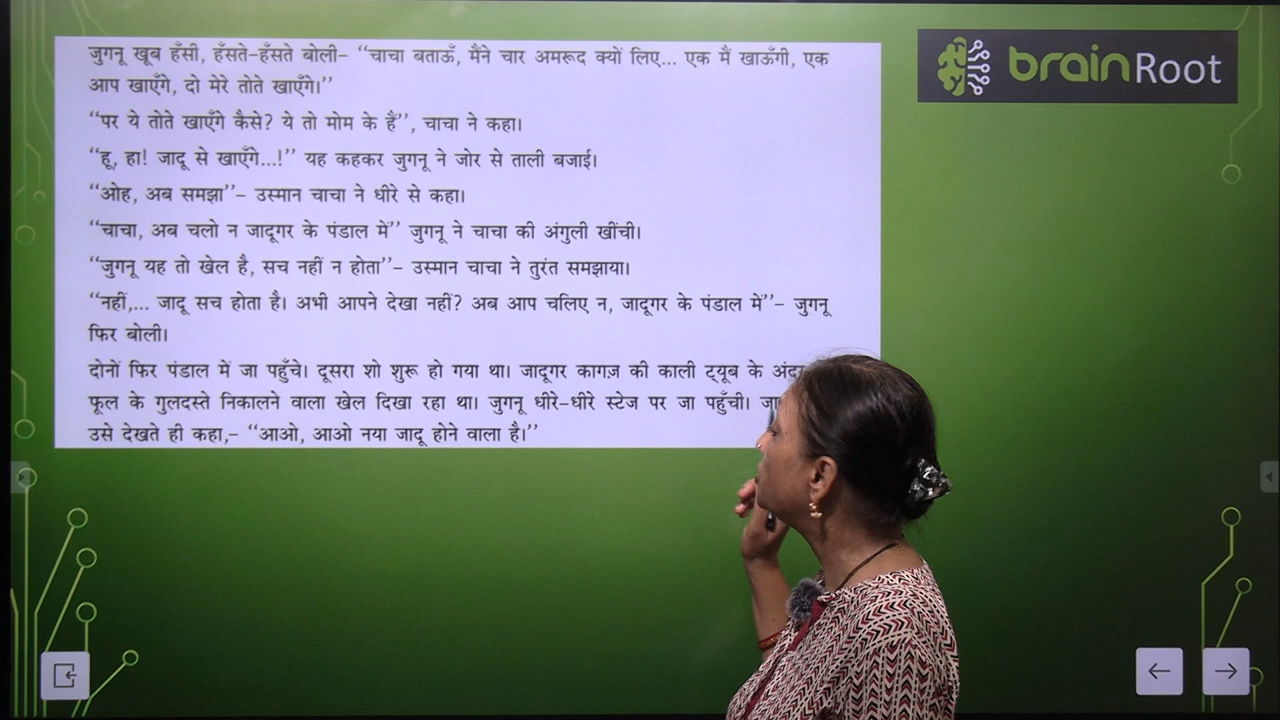 जुगनू खूब हँसी, हँसते-हँसते बोली- “चाचा बताऊँ, मैंने चार अमरूद क्यों लिए... एक मैं खाऊँगी, एक
आप खाएँगे, दो मेरे तोते खाएँगे।”
“पर ये तोते खाएँगे कैसे? ये तो मोम के हैं”, चाचा ने कहा।
“हू, हा! जादू से खाएँगे...!” यह कहकर जुगनू ने जोर से ताली बजाई।
“ओह, अब समझा”- उस्मान चाचा ने धीरे से कहा।
“चाचा, अब चलो न जादूगर के पंडाल में” जुगनू ने चाचा की अंगुली खींची।
“जुगनू यह तो खेल है, सच नहीं न होता”- उस्मान चाचा ने तुरंत समझाया।
“नहीं,... जादू सच होता है। अभी आपने देखा नहीं? अब आप चलिए न, जादूगर के पंडाल में”- जुगनू
फिर बोली।
दोनों फिर पंडाल में जा पहुँचे। दूसरा शो शुरू हो गया था। जादूगर कागज़ की काली ट्यूब के
फूल के गुलदस्ते निकालने वाला खेल दिखा रहा था। जुगनू धीरे-धीरे स्टेज पर जा पहुँची।
उसे देखते ही कहा,- “आओ, आओ नया जादू होने वाला है।”
brainRoot